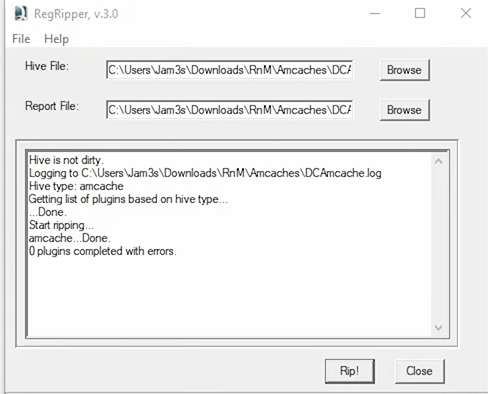 RegRipper, v.3.0
File Help
Hive File: C:\Users\Jam3s\Downloads\RnM\Amcaches\DCA Browse
Report File: C:\Users\Jam3s\Downloads\RnM\Amcaches\DCA Browse
Hive is not dirty.
Logging to C:\Users\Jam3s\Downloads\RnM\Amcaches\DCAmcache.log
Hive type: amcache
Getting list of plugins based on hive type...
...Done.
Start ripping...
amcache...Done.
0 plugins completed with errors.
Rip! Close